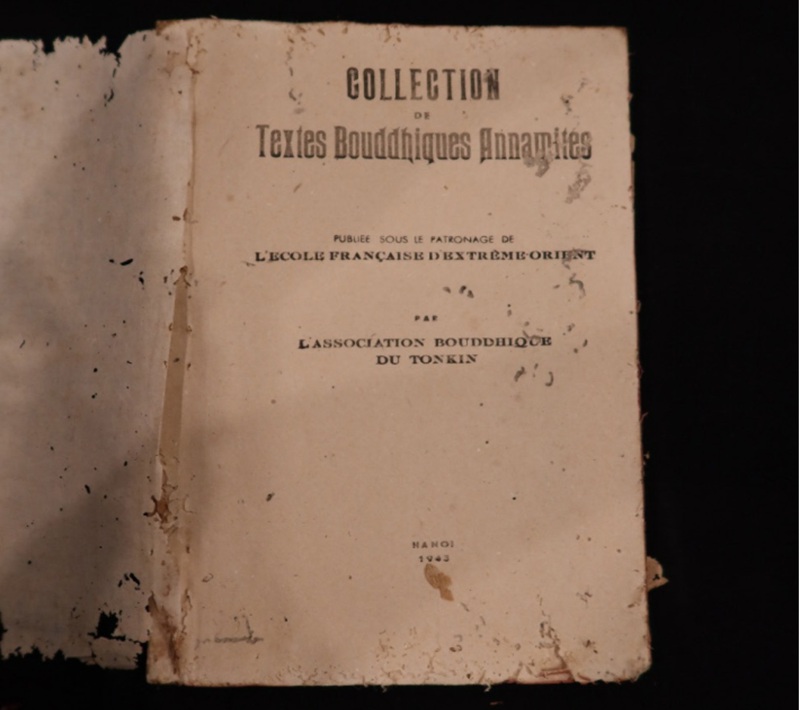 COLLECTION
DE
Textes Bouddhiques Annamites
PUBLIÉE SOUS LE PATRONAGE DE
L'ECOLE FRANÇAISE D'EXTRÊME-ORIENT
PAR
L'ASSOCIATION BOUDDHIQUE
DU TONKIN
HANOI
1943